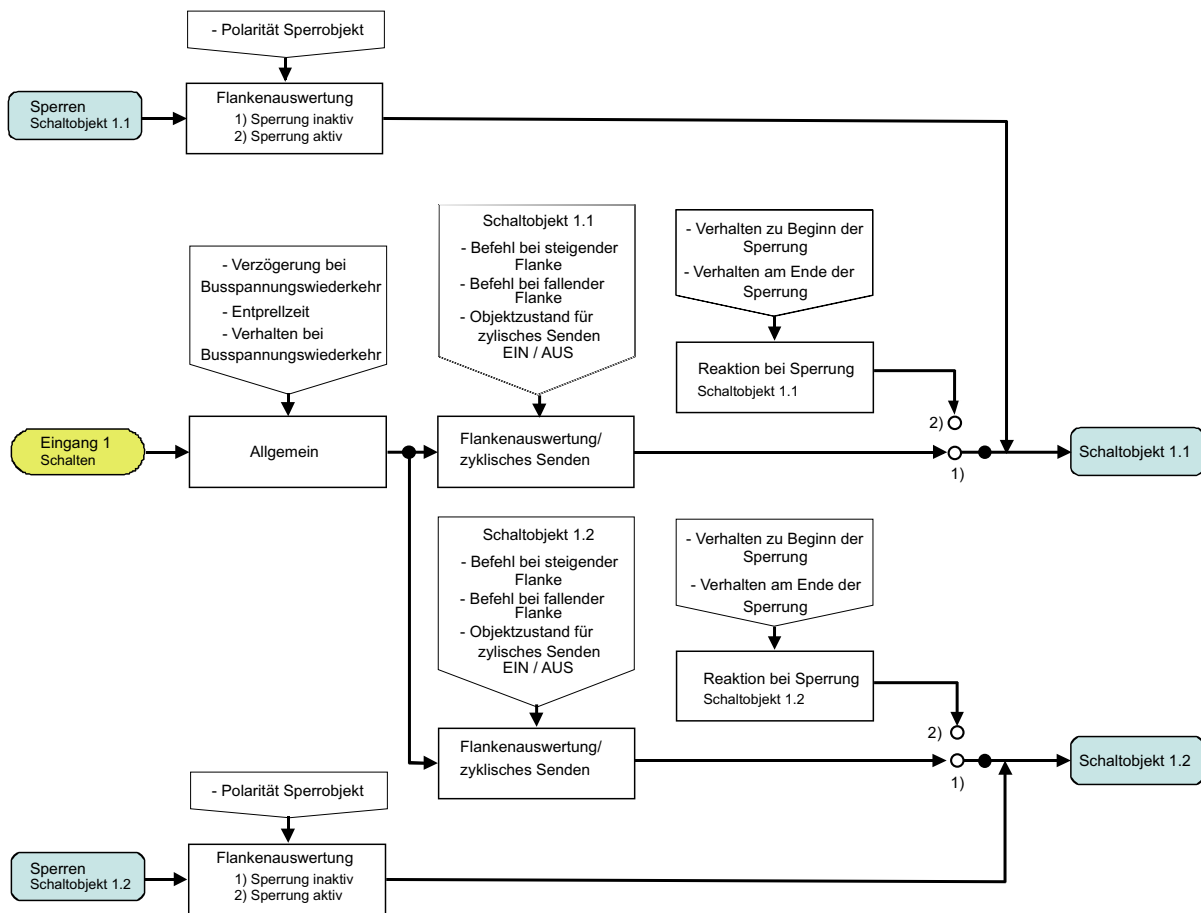 - Polarität Sperrobjekt
Sperren
Schaltobjekt 1.1
Flankenauswertung
1) Sperrung inaktiv
2) Sperrung aktiv
- Verzögerung bei
Busspannungswiederkehr
- Entprellzeit
- Verhalten bei
Busspannungswiederkehr
Schaltobjekt 1.1
- Befehl bei steigender
Flanke
- Befehl bei fallender
Flanke
- Objektzustand für
zylisches Senden
EIN / AUS
- Verhalten zu Beginn der
Sperrung
- Verhalten am Ende der
Sperrung
Reaktion bei Sperrung
Schaltobjekt 1.1
Eingang 1
Schalten
Allgemein
Flankenauswertung/
zyklisches Senden
2)
1)
Schaltobjekt 1.1
Schaltobjekt 1.2
- Befehl bei steigender
Flanke
- Befehl bei fallender
Flanke
- Objektzustand für
zylisches Senden
EIN / AUS
- Verhalten zu Beginn der
Sperrung
- Verhalten am Ende der
Sperrung
Reaktion bei Sperrung
Schaltobjekt 1.2
Flankenauswertung/
zyklisches Senden
2)
1)
Schaltobjekt 1.2
- Polarität Sperrobjekt
Sperren
Schaltobjekt 1.2
Flankenauswertung
1) Sperrung inaktiv
2) Sperrung aktiv